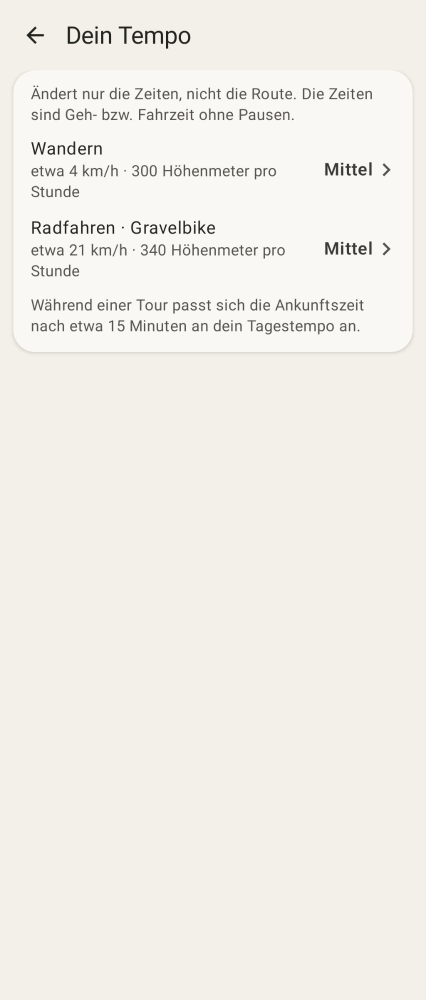 Dein Tempo
Ändert nur die Zeiten, nicht die Route. Die Zeiten
sind Geh- bzw. Fahrzeit ohne Pausen.
Wandern
etwa 4 km/h · 300 Höhenmeter pro
Stunde
Mittel
Radfahren · Gravelbike
etwa 21 km/h · 340 Höhenmeter pro
Stunde
Mittel
Während einer Tour passt sich die Ankunftszeit
nach etwa 15 Minuten an dein Tagestempo an.